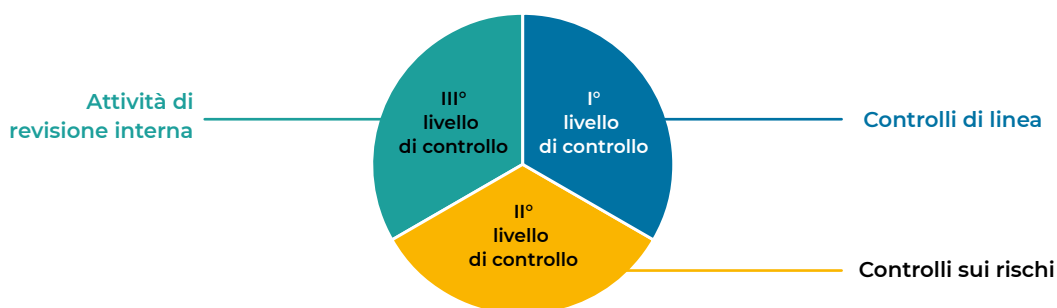 Attività di
revisione interna
III°
livello
di controllo
I°
livello
di controllo
Controlli di linea
II°
livello
di controllo
Controlli sui rischi